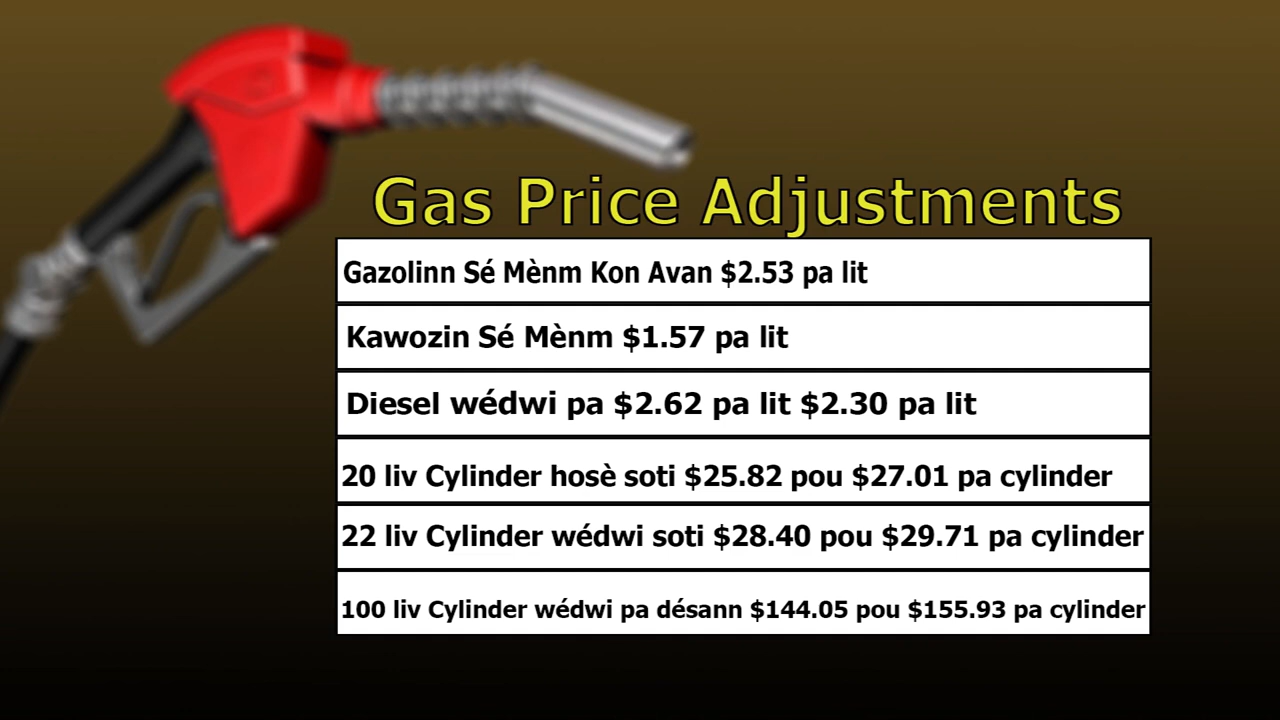 Gas Price Adjustments
Gazolinn Sé Mènm Kon Avan $2.53 pa lit
Kawozin Sé Mènm $1.57 pa lit
Diesel wédwi pa $2.62 pa lit $2.30 pa lit
20 liv Cylinder hosè soti $25.82 pou $27.01 pa cylinder
22 liv Cylinder wédwi soti $28.40 pou $29.71 pa cylinder
100 liv Cylinder wédwi pa désann $144.05 pou $155.93 pa cylinder